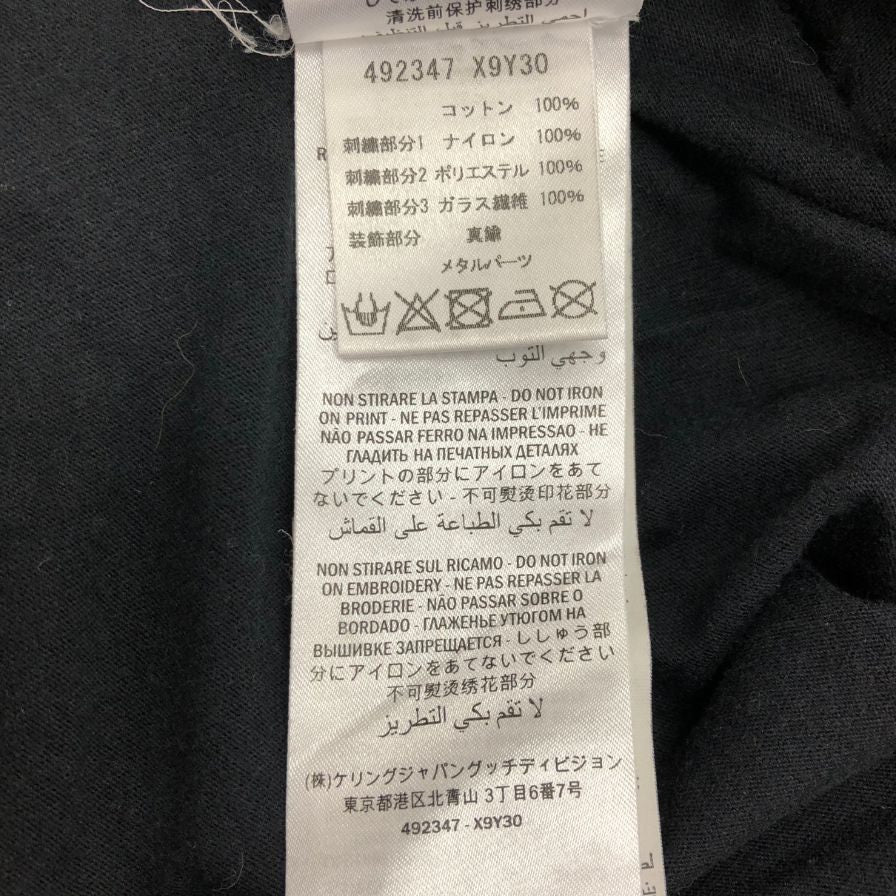 清洗前保护刺绣部分
492347 X9Y30
コットン 100%
刺繍部分1 ナイロン 100%
刺繍部分2 ポリエステル 100%
刺繍部分3 ガラス繊維 100%
装飾部分 真鍮
メタルパーツ
وجهي التوب
NON STIRARE LA STAMPA - DO NOT IRON
ON PRINT - NE PAS REPASSER L'IMPRIME
NÃO PASSAR FERRO NA IMPRESSAO - НЕ
ГЛАДИТЬ НА ПЕЧАТНЫХ ДЕТАЛЯХ
プリントの部分にアイロンをあて
ないでください - 不可熨烫印花部分
لا تقم بكي الطباعة على القماش
NON STIRARE SUL RICAMO - DO NOT IRON
ON EMBROIDERY - NE PAS REPASSER LA
BRODERIE - NÃO PASSAR SOBRE O
BORDADO - ГЛАЖЕНЬЕ УТЮГОМ НА
ВЫШИВКЕ ЗАПРЕЩАЕТСЯ - ししゅう部
分にアイロンをあてないでください
不可熨烫绣花部分
لا تقم بكي التطريز
(株)ケリングジャパングッチディビジョン
東京都港区北青山 3丁目6番7号
492347 - X9Y30